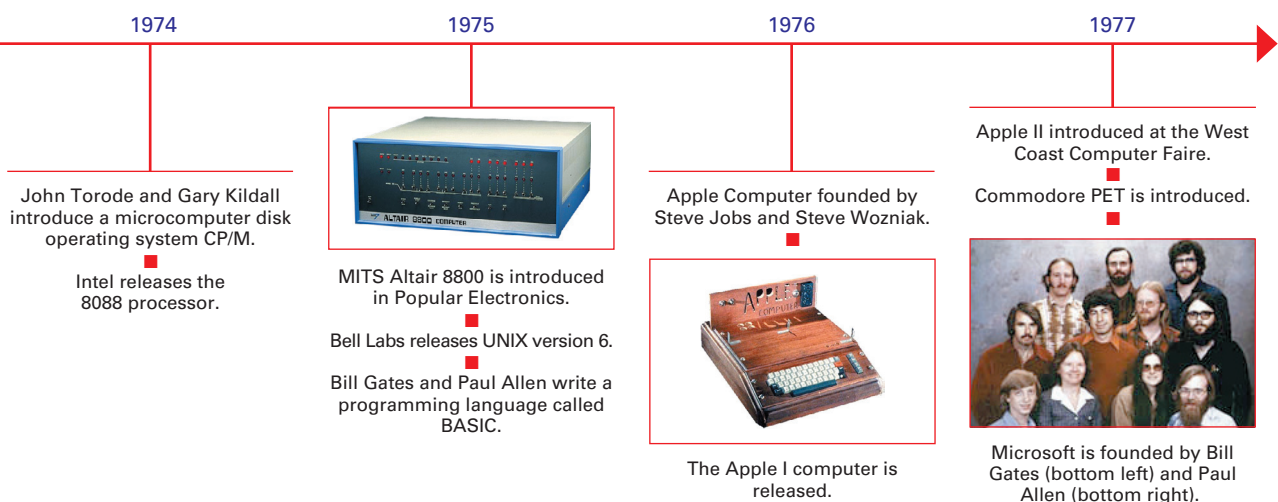 1974
1975
1976
1977
John Torode and Gary Kildall
introduce a microcomputer disk
operating system CP/M.
Intel releases the
8088 processor.
ALTAIR 8800 COMPUTER
MITS Altair 8800 is introduced
in Popular Electronics.
Bell Labs releases UNIX version 6.
Bill Gates and Paul Allen write a
programming language called
BASIC.
Apple Computer founded by
Steve Jobs and Steve Wozniak.
APPLE
COMPUTER
The Apple I computer is
released.
Apple II introduced at the West
Coast Computer Faire.
Commodore PET is introduced.
Microsoft is founded by Bill
Gates (bottom left) and Paul
Allen (bottom right).